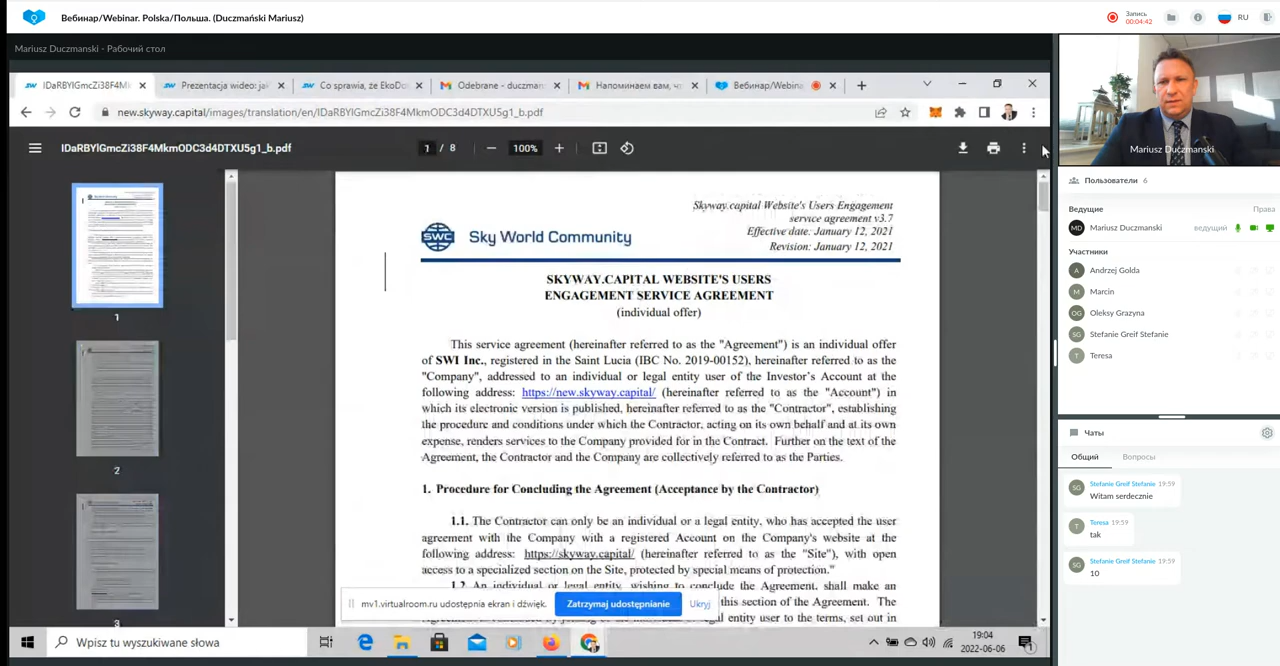 Вебинар/Webinar. Polska/Польша. (Duczmański Mariusz)
Запись
00:04:42
RU
Mariusz Duczmanski - Рабочий стол
IDaRBYlGmcZi38F4M
Prezentacja wideo: ja
Co sprawia, że EkoDo
Odebrane - duczman
Напоминаем вам,
Вебинар/Webina
new.skyway.capital/images/translation/en/IDaRBYlGmcZi38F4MkmODC3d4DTXU5g1_b.pdf
IDaRBYlGmcZi38F4MkmODC3d4DTXU5g1_b.pdf
1 / 8
100%
1
2
3
Skyway.capital Website's Users Engagement
service agreement v3.7
Effective date: January 12, 2021
Revision: January 12, 2021
SWC Sky World Community
SKYWAY.CAPITAL WEBSITE'S USERS
ENGAGEMENT SERVICE AGREEMENT
(individual offer)
This service agreement (hereinafter referred to as the "Agreement") is an individual offer
of SWI Inc., registered in the Saint Lucia (IBC No. 2019-00152), hereinafter referred to as the
"Company", addressed to an individual or legal entity user of the Investor's Account at the
following address: https://new.skyway.capital/ (hereinafter referred to as the "Account") in
which its electronic version is published, hereinafter referred to as the "Contractor", establishing
the procedure and conditions under which the Contractor, acting on its own behalf and at its own
expense, renders services to the Company provided for in the Contract. Further on the text of the
Agreement, the Contractor and the Company are collectively referred to as the Parties.
1. Procedure for Concluding the Agreement (Acceptance by the Contractor)
1.1. The Contractor can only be an individual or a legal entity, who has accepted the user
agreement with the Company with a registered Account on the Company's website at the
following address: https://skyway.capital/ (hereinafter referred to as the "Site"), with open
access to a specialized section on the Site, protected by special means of protection."
1.2. An individual or legal entity, wishing to conclude the Agreement, shall make an
this section of the Agreement. The
legal entity user to the terms, set out in
mv1.virtualroom.ru udostępnia ekran i dźwięk.
Zatrzymaj udostępnianie
Ukryj
Wpisz tu wyszukiwane słowa
19:04
2022-06-06
1
Mariusz Duczmanski
Пользователи 6
Ведущие
Права
MD
Mariusz Duczmanski
ведущий
Участники
A
Andrzej Golda
M
Marcin
OG
Oleksy Grazyna
SG
Stefanie Greif Stefanie
T
Teresa
Чаты
Общий
Вопросы
SG
Stefanie Greif Stefanie 19:59
Witam serdecznie
T
Teresa 19:59
tak
SG
Stefanie Greif Stefanie 19:59
10